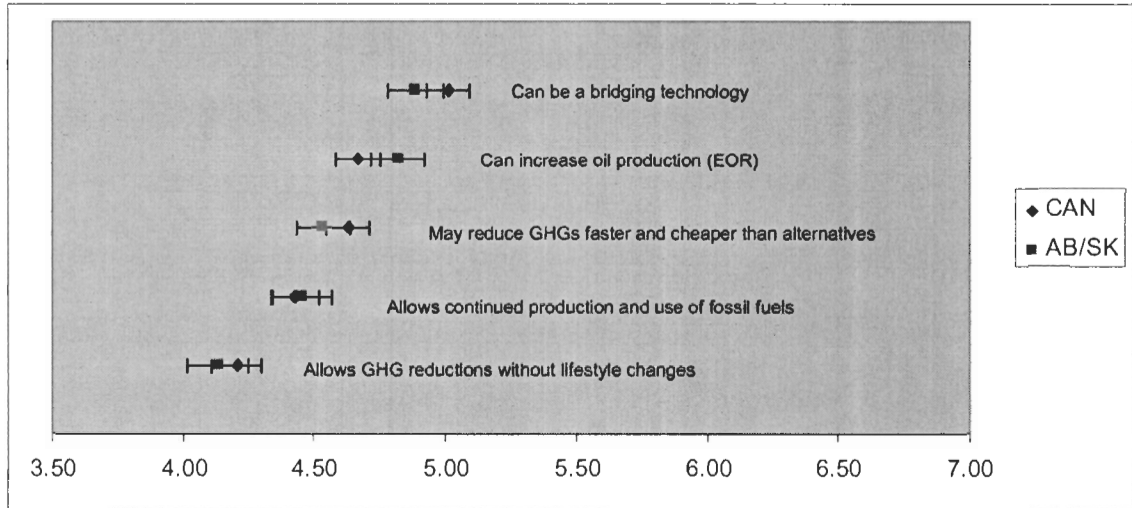 Can be a bridging technology
Can increase oil production (EOR)
May reduce GHGs faster and cheaper than alternatives
Allows continued production and use of fossil fuels
Allows GHG reductions without lifestyle changes
CAN
AB/SK
3.50 4.00 4.50 5.00 5.50 6.00 6.50 7.00